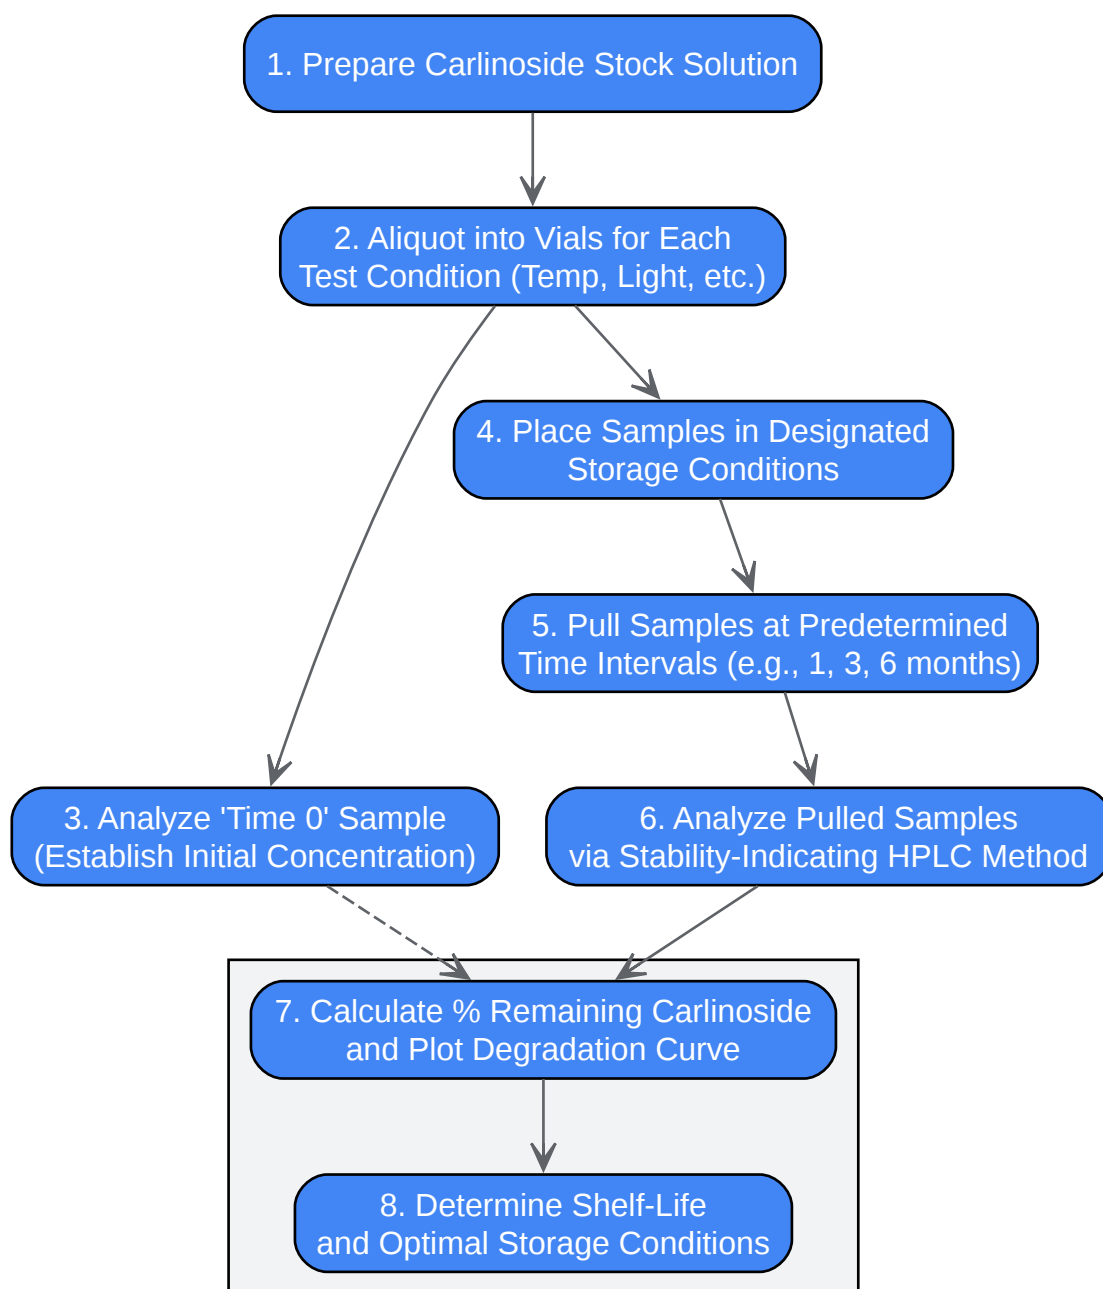 1. Prepare Carlinoside Stock Solution
2. Aliquot into Vials for Each
Test Condition (Temp, Light, etc.)
4. Place Samples in Designated
Storage Conditions
5. Pull Samples at Predetermined
Time Intervals (e.g., 1, 3, 6 months)
3. Analyze 'Time 0' Sample
(Establish Initial Concentration)
6. Analyze Pulled Samples
via Stability-Indicating HPLC Method
7. Calculate % Remaining Carlinoside
and Plot Degradation Curve
8. Determine Shelf-Life
and Optimal Storage Conditions